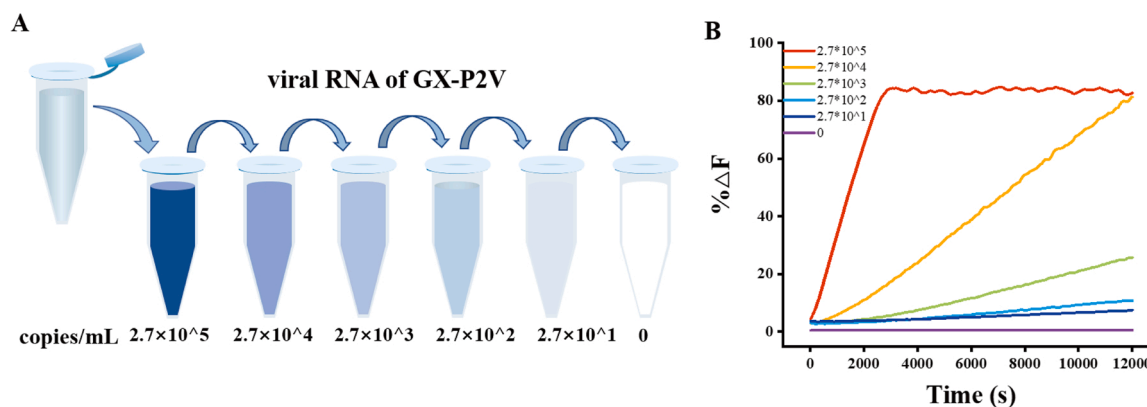 A
viral RNA of GX-P2V
copies/mL 2.7×10^5 2.7×10^4 2.7×10^3 2.7×10^2 2.7×10^1 0
B
%△F
100
80
60
40
20
0
2.7*10^5
2.7*10^4
2.7*10^3
2.7*10^2
2.7*10^1
0
0 2000 4000 6000 8000 10000 12000
Time (s)